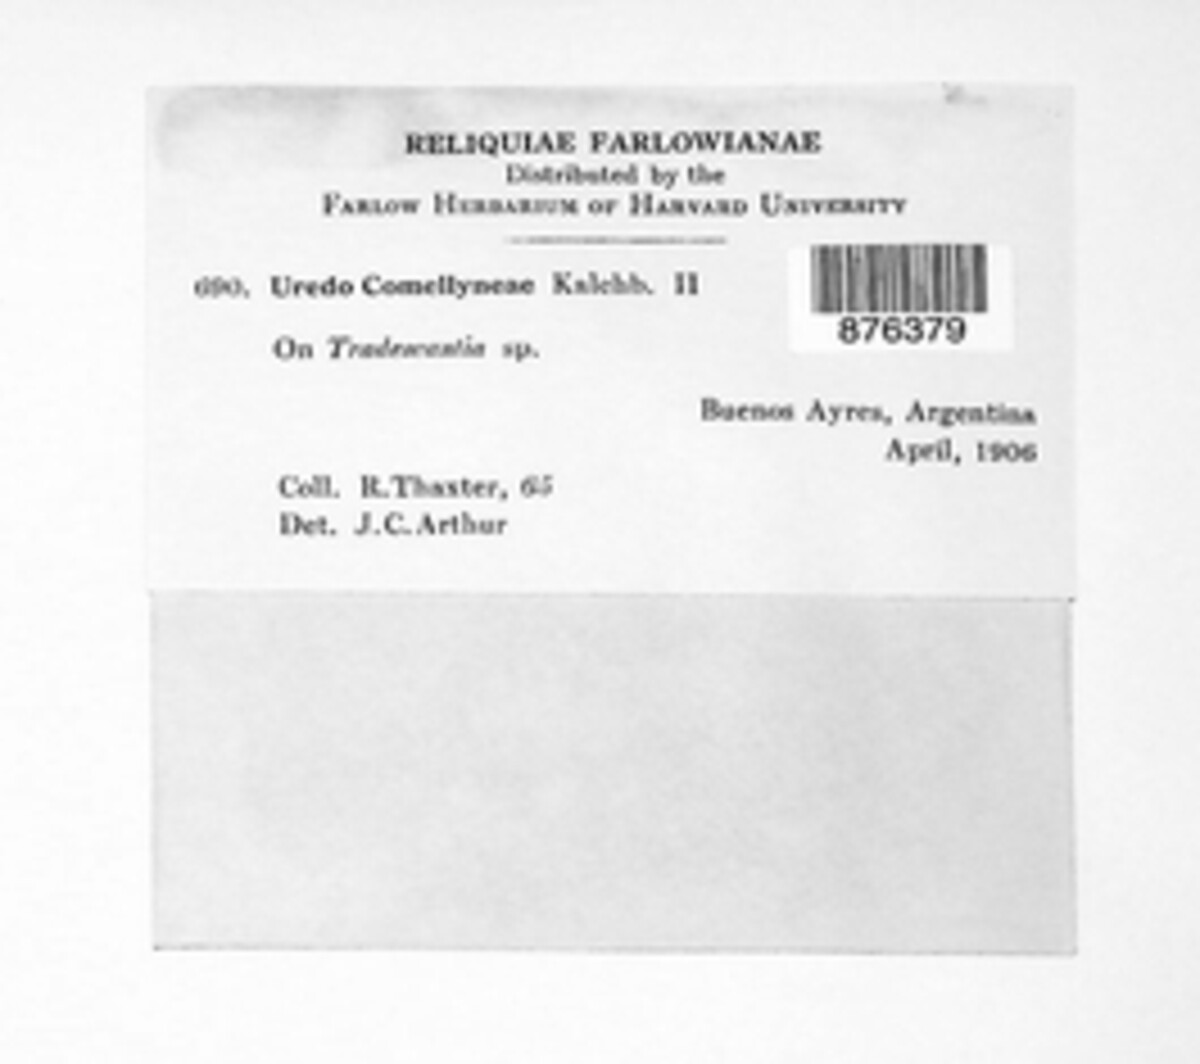 RELIQUIAE FARLOWIANAE
Distributed by the
FARLOW HERBARIUM OF HARVARD UNIVERSITY
690. Uredo Comellyneae Kalchb. II
876379
On Tradescantia sp.
Buenos Ayres, Argentina
April, 1906
Coll. R. Thaxter, 65
Det. J. C. Arthur